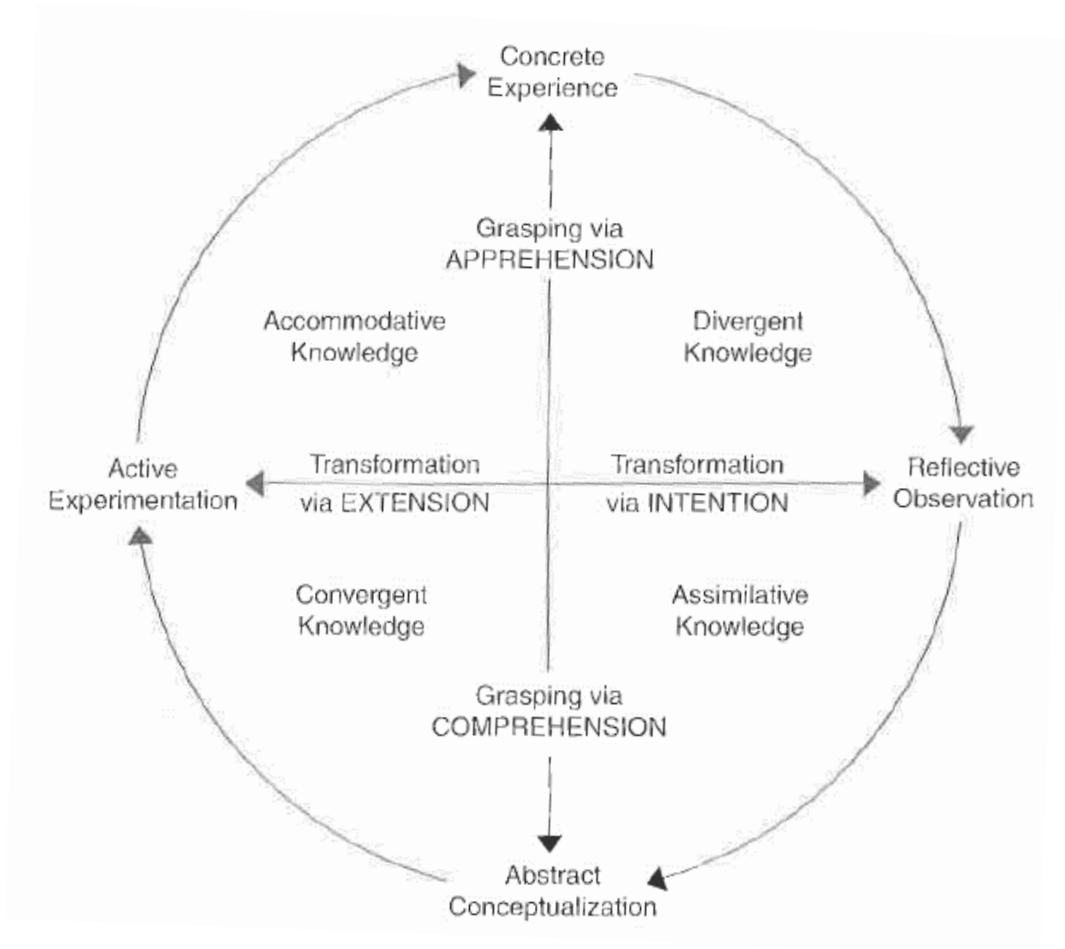 Concrete
Experience
Grasping via
APPREHENSION
Accommodative
Knowledge
Divergent
Knowledge
Active
Experimentation
Transformation
via EXTENSION
Transformation
via INTENTION
Reflective
Observation
Convergent
Knowledge
Assimilative
Knowledge
Grasping via
COMPREHENSION
Abstract
Conceptualization